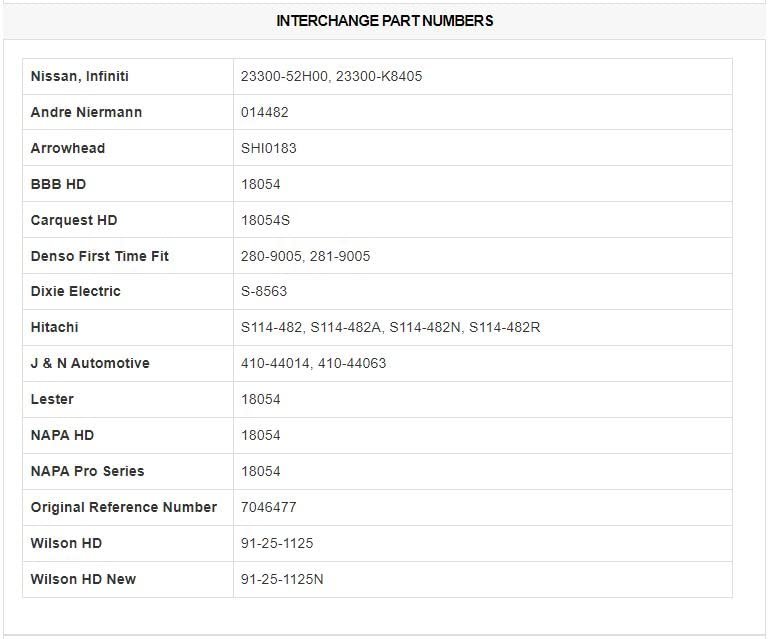 INTERCHANGE PART NUMBERS
Nissan, Infiniti 23300-52H00, 23300-K8405
Andre Niermann 014482
Arrowhead SHI0183
BBB HD 18054
Carquest HD 18054S
Denso First Time Fit 280-9005, 281-9005
Dixie Electric S-8563
Hitachi S114-482, S114-482A, S114-482N, S114-482R
J & N Automotive 410-44014, 410-44063
Lester 18054
NAPA HD 18054
NAPA Pro Series 18054
Original Reference Number 7046477
Wilson HD 91-25-1125
Wilson HD New 91-25-1125N